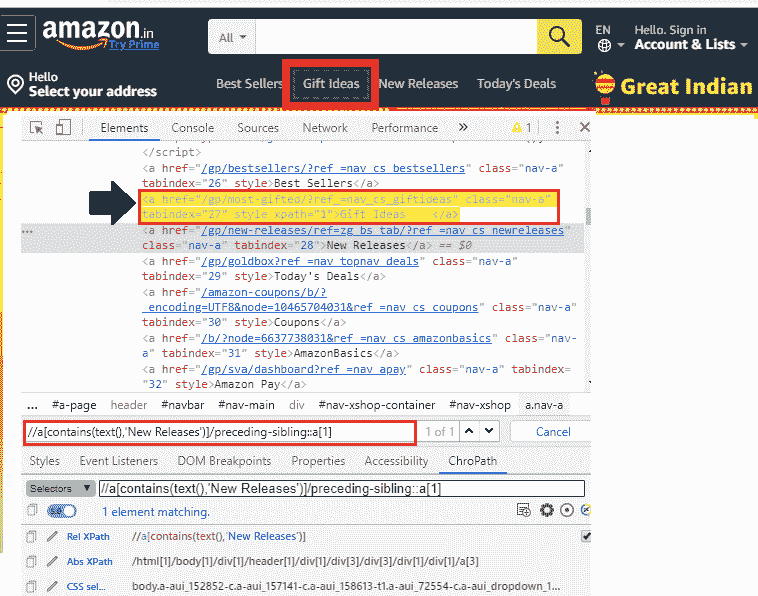 amazon.in
Try Prime
All
EN
Hello. Sign in
Account & Lists
Hello
Select your address
Best Sellers
Gift Ideas
New Releases
Today's Deals
Great Indian
Elements
Console
Sources
Network
Performance
»
1
</script>
<a href="/gp/bestsellers/?ref_=nav_cs_bestsellers" class="nav-a"
tabindex="26" style>Best Sellers</a>
<a href="/gp/most-gifted/?ref_=nav_cs_giftideas" class="nav-a"
tabindex="27" style xpath="1">Gift Ideas    </a>
<a href="/gp/new-releases/ref=zg_bs_tab/?ref_=nav_cs_newreleases"
class="nav-a" tabindex="28">New Releases</a> == $0
<a href="/gp/goldbox?ref_=nav_topnav_deals" class="nav-a"
tabindex="29" style>Today's Deals</a>
<a href="/amazon-coupons/b/?
_encoding=UTF8&node=10465704031&ref_=nav_cs_coupons" class="nav-a"
tabindex="30" style>Coupons</a>
<a href="/b/?node=6637738031&ref_=nav_cs_amazonbasics" class="nav-
a" tabindex="31" style>AmazonBasics</a>
<a href="/gp/sva/dashboard?ref_=nav_apay" class="nav-a" tabindex=
"32" style>Amazon Pay</a>
... #a-page header #navbar #nav-main div #nav-xshop-container #nav-xshop a.nav-a
//a[contains(text(),'New Releases')]/preceding-sibling::a[1]
1 of 1
Cancel
Styles
Event Listeners
DOM Breakpoints
Properties
Accessibility
ChroPath
Selectors
//a[contains(text(),'New Releases')]/preceding-sibling::a[1]
1 element matching.
Rel XPath
//a[contains(text(),'New Releases')]
Abs XPath
/html[1]/body[1]/div[1]/header[1]/div[1]/div[3]/div[3]/div[1]/div[1]/a[3]
CSS sel...
body.a-aui_152852-c.a-aui_157141-c.a-aui_158613-t1.a-aui_72554-c.a-aui_dropdown_1...